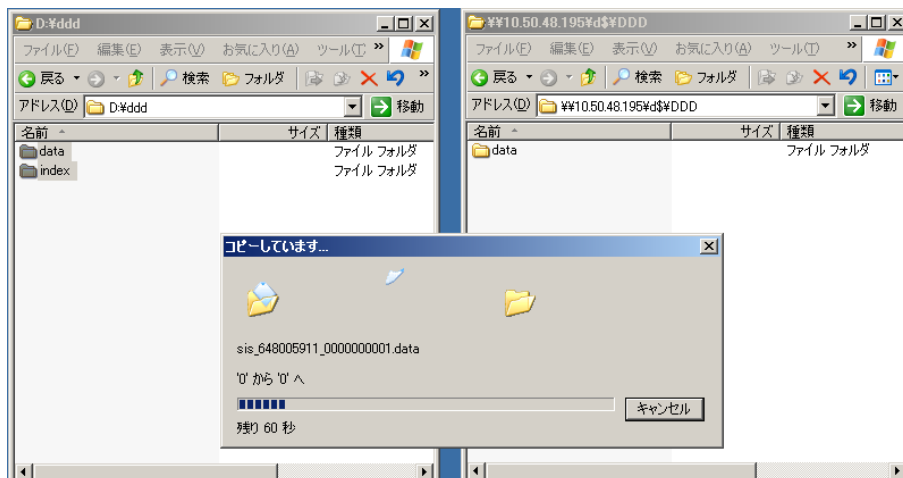 D:¥ddd
ファイル(F) 編集(E) 表示(V) お気に入り(A) ツール(T) »
戻る 検索 フォルダ »
アドレス(D) D:¥ddd 移動
名前 サイズ 種類
data ファイル フォルダ
index ファイル フォルダ
¥¥10.50.48.195¥d$¥DDD
ファイル(F) 編集(E) 表示(V) お気に入り(A) ツール(T) »
戻る 検索 フォルダ
アドレス(D) ¥¥10.50.48.195¥d$¥DDD 移動
名前 サイズ 種類
data ファイル フォルダ
コピーしています...
sis_648005911_0000000001.data
'0' から '0' へ
キャンセル
残り 60 秒